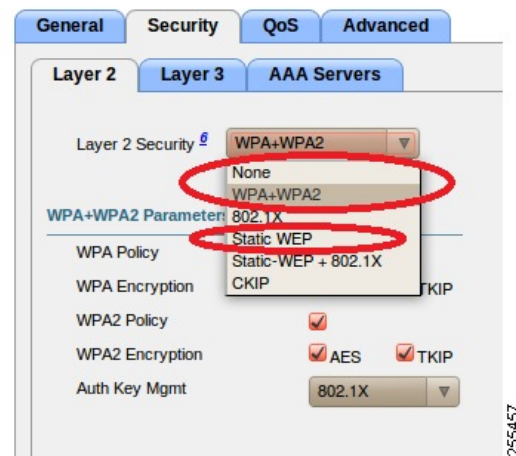 General Security QoS Advanced
Layer 2 Layer 3 AAA Servers
Layer 2 Security 6 WPA+WPA2
None
WPA+WPA2
802.1X
Static WEP
Static-WEP + 802.1X
CKIP
WPA+WPA2 Parameter
WPA Policy
WPA Encryption TKIP
WPA2 Policy
WPA2 Encryption AES TKIP
Auth Key Mgmt 802.1X
255457